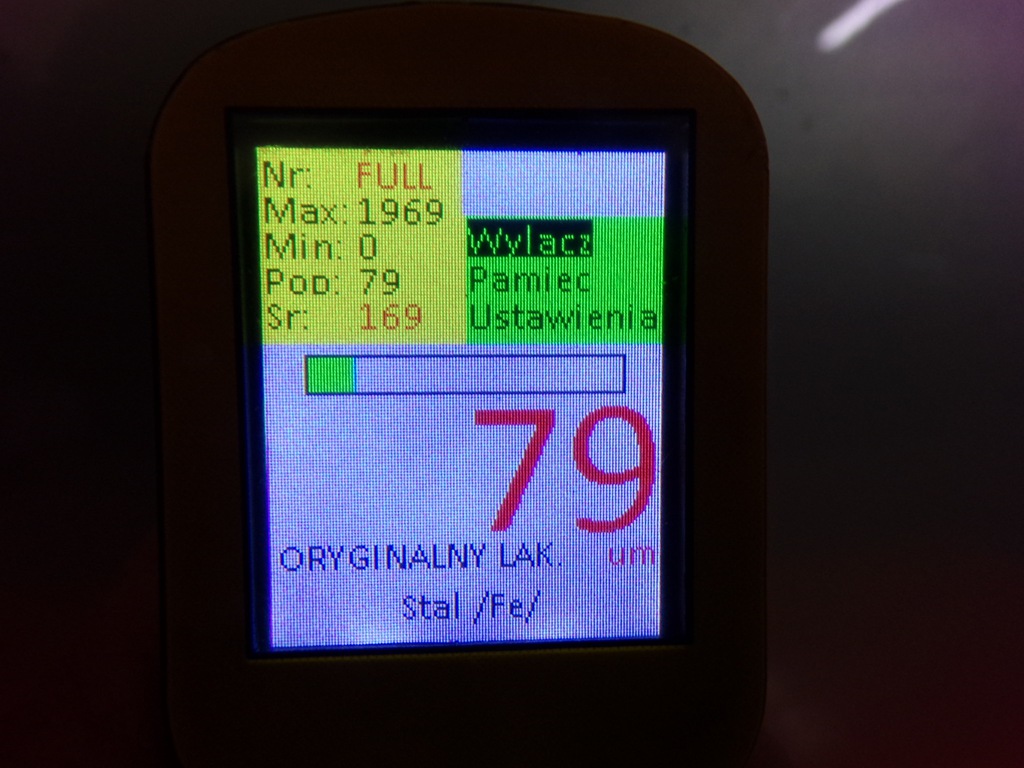 Nr: FULL
Max: 1969
Min: 0
Pop: 79
Sr: 169
Wylacz
Pamiec
Ustawienia
79
um
ORYGINALNY LAK.
Stal /Fe/